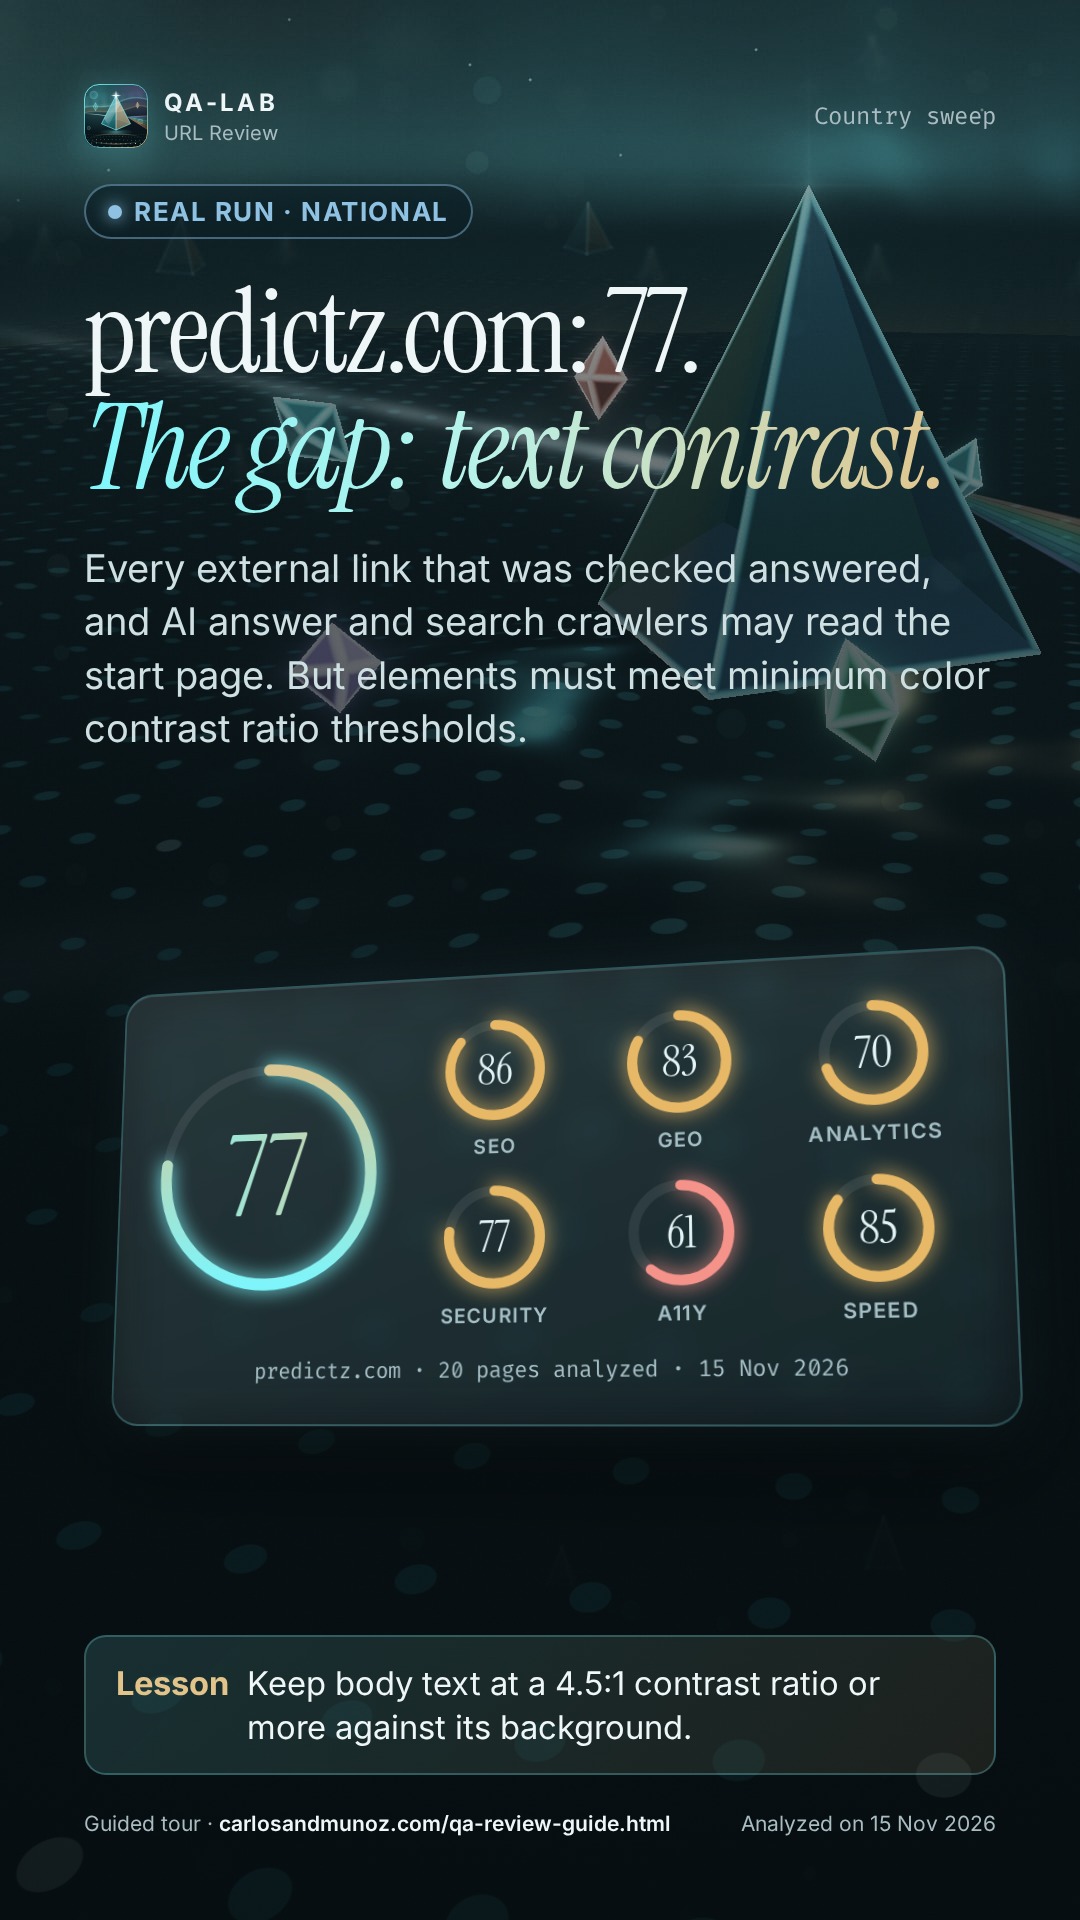 QA-LAB
URL Review
Country sweep
REAL RUN · NATIONAL
predictz.com: 77.
The gap: text contrast.
Every external link that was checked answered,
and AI answer and search crawlers may read the
start page. But elements must meet minimum color
contrast ratio thresholds.
77
86
SEO
83
GEO
70
ANALYTICS
77
SECURITY
61
A11Y
85
SPEED
predictz.com · 20 pages analyzed · 15 Nov 2026
Lesson Keep body text at a 4.5:1 contrast ratio or
more against its background.
Guided tour · carlosandmunoz.com/qa-review-guide.html
Analyzed on 15 Nov 2026